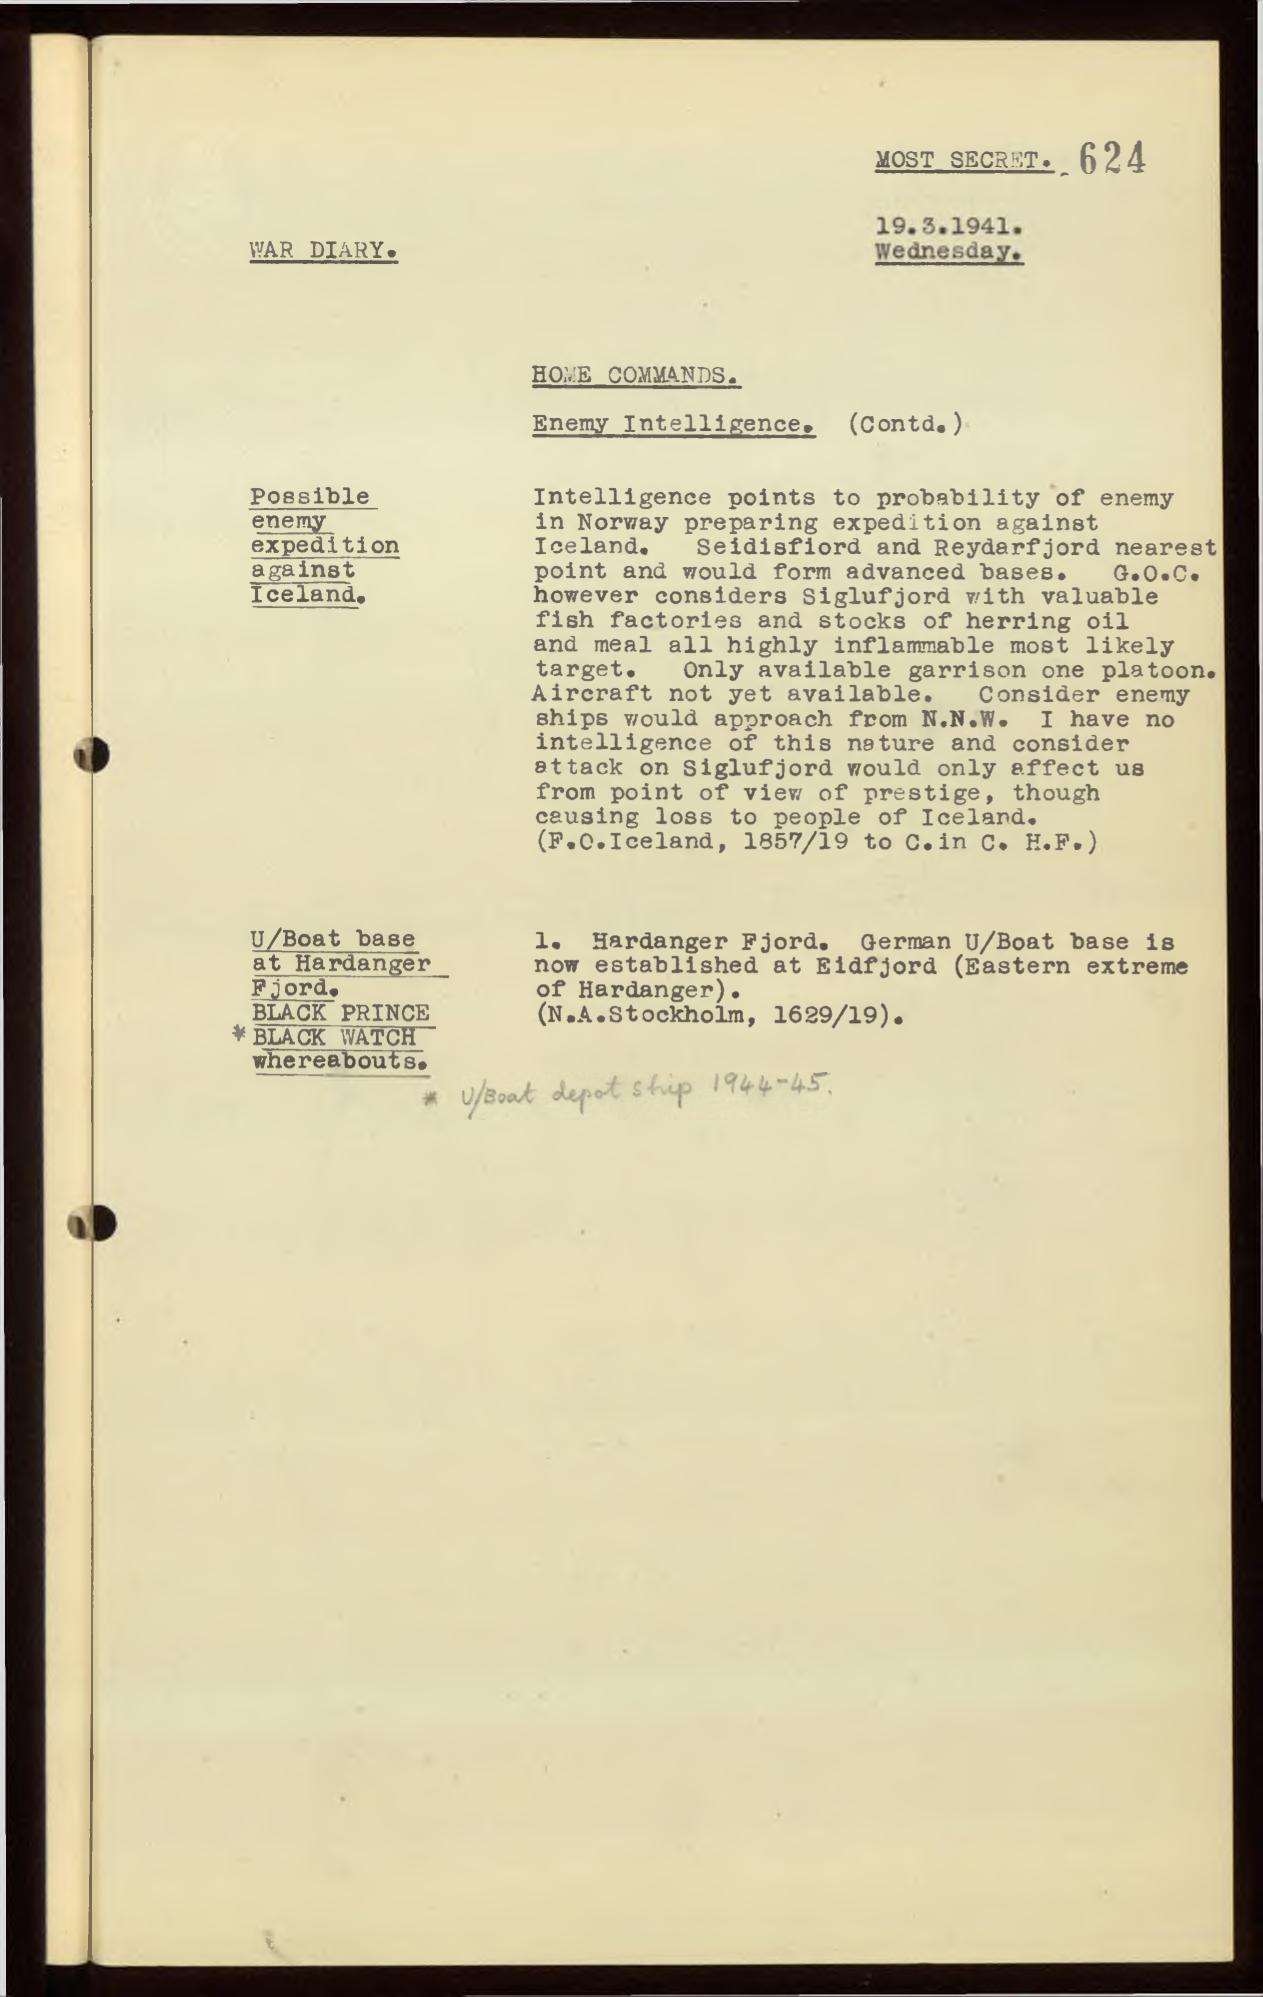 MOST SECRET. 624
19.3.1941.
WAR DIARY.
Wednesday.
HOME COMMANDS.
Enemy Intelligence. (Contd.)
Possible
enemy
expedition
against
Iceland.
Intelligence points to probability of enemy
in Norway preparing expedition against
Iceland. Seidisfiord and Reydarfjord nearest
point and would form advanced bases. G.O.C.
however considers Siglufjord with valuable
fish factories and stocks of herring oil
and meal all highly inflammable most likely
target. Only available garrison one platoon.
Aircraft not yet available. Consider enemy
ships would approach from N.N.W. I have no
intelligence of this nature and consider
attack on Siglufjord would only affect us
from point of view of prestige, though
causing loss to people of Iceland.
(F.O.Iceland, 1857/19 to C.in C. H.F.)
U/Boat base
at Hardanger
Fjord.
BLACK PRINCE
* BLACK WATCH
whereabouts.
1. Hardanger Fjord. German U/Boat base is
now established at Eidfjord (Eastern extreme
of Hardanger).
(N.A.Stockholm, 1629/19).
* U/Boat depot ship 1944-45.